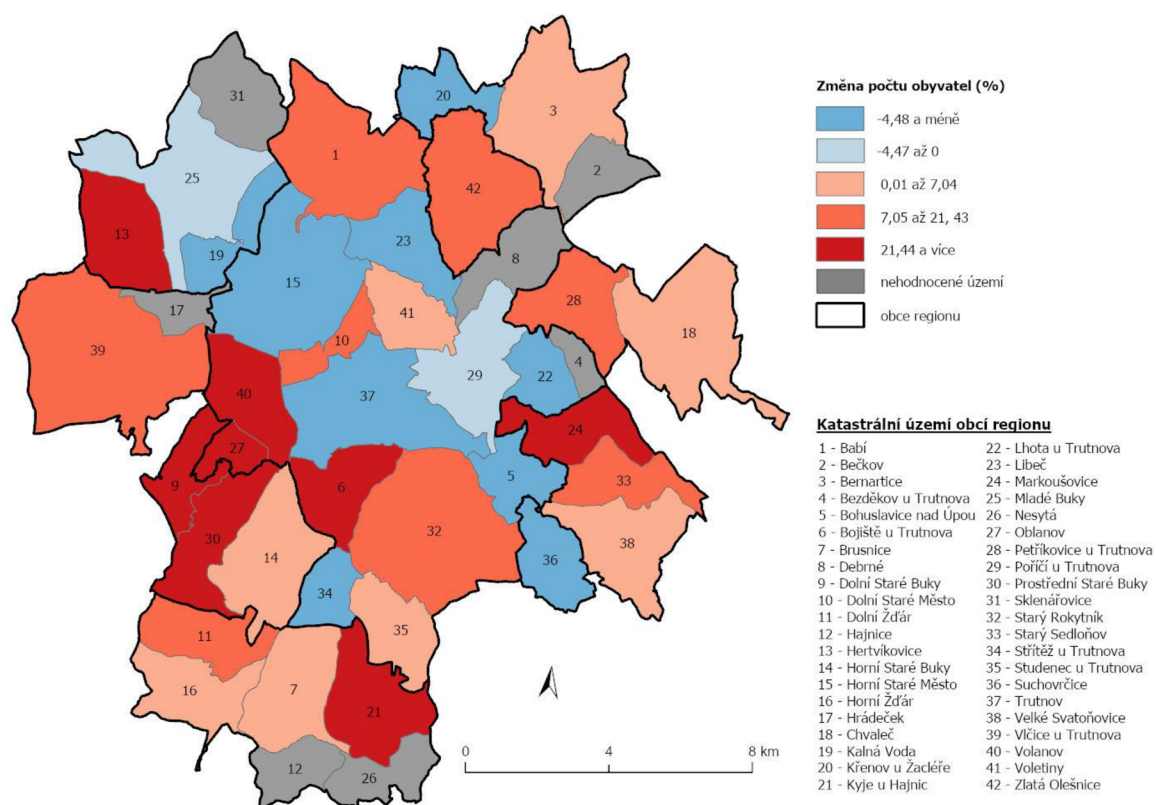 31
20
3
1
2
25
42
13
23
19
8
15
28
17
41
18
10
39
4
29
22
40
37
24
27
5
33
9
6
32
30
38
14
36
34
35
11
16
7
21
12
26
0
4
8 km
Změna počtu obyvatel (%)
-4,48 a méně
-4,47 až 0
0,01 až 7,04
7,05 až 21, 43
21,44 a více
nehodnocené území
obce regionu
Katastrální území obcí regionu
1 - Babí
2 - Bečkov
3 - Bernartice
4 - Bezděkov u Trutnova
5 - Bohuslavice nad Úpou
6 - Bojiště u Trutnova
7 - Brusnice
8 - Debrné
9 - Dolní Staré Buky
10 - Dolní Staré Město
11 - Dolní Žďár
12 - Hajnice
13 - Hertvíkovice
14 - Horní Staré Buky
15 - Horní Staré Město
16 - Horní Žďár
17 - Hrádeček
18 - Chvaleč
19 - Kalná Voda
20 - Křenov u Žacléře
21 - Kyje u Hajnic
22 - Lhota u Trutnova
23 - Libeč
24 - Markoušovice
25 - Mladé Buky
26 - Nesytá
27 - Oblanov
28 - Petříkovice u Trutnova
29 - Poříčí u Trutnova
30 - Prostřední Staré Buky
31 - Sklenářovice
32 - Starý Rokytník
33 - Starý Sedloňov
34 - Střítěž u Trutnova
35 - Studenec u Trutnova
36 - Suchovrčice
37 - Trutnov
38 - Velké Svatoňovice
39 - Vlčice u Trutnova
40 - Volanov
41 - Voletiny
42 - Zlatá Olešnice